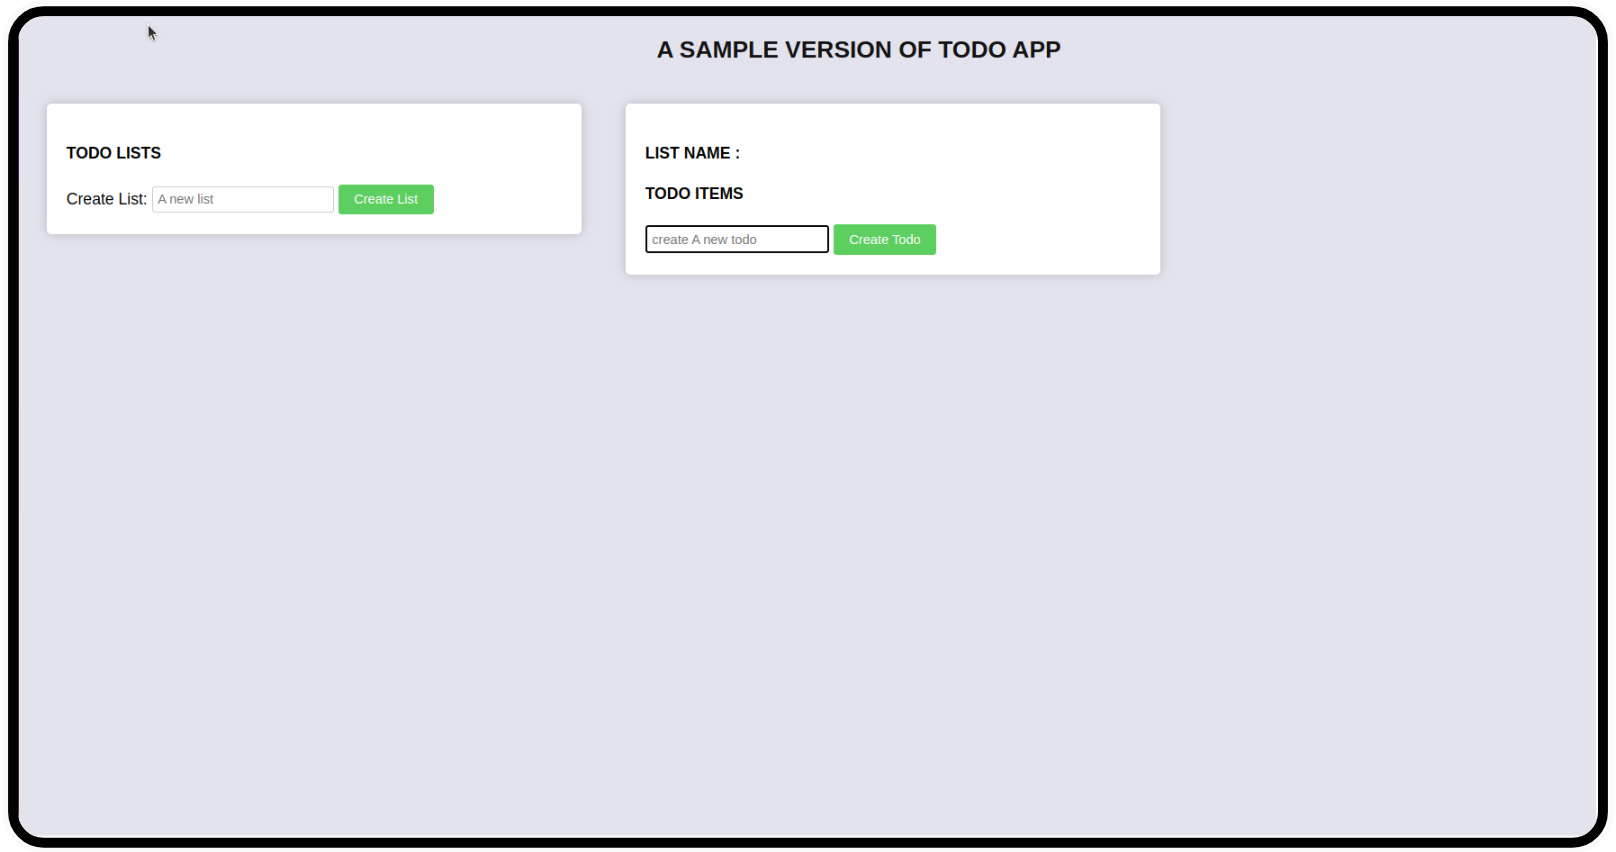 A SAMPLE VERSION OF TODO APP
TODO LISTS
Create List: A new list Create List
LIST NAME :
TODO ITEMS
create A new todo Create Todo